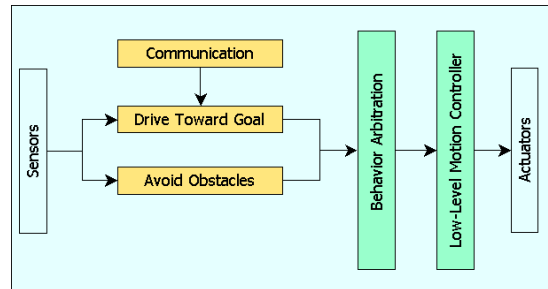 Sensors
Communication
Drive Toward Goal
Avoid Obstacles
Behavior Arbitration
Low-Level Motion Controller
Actuators